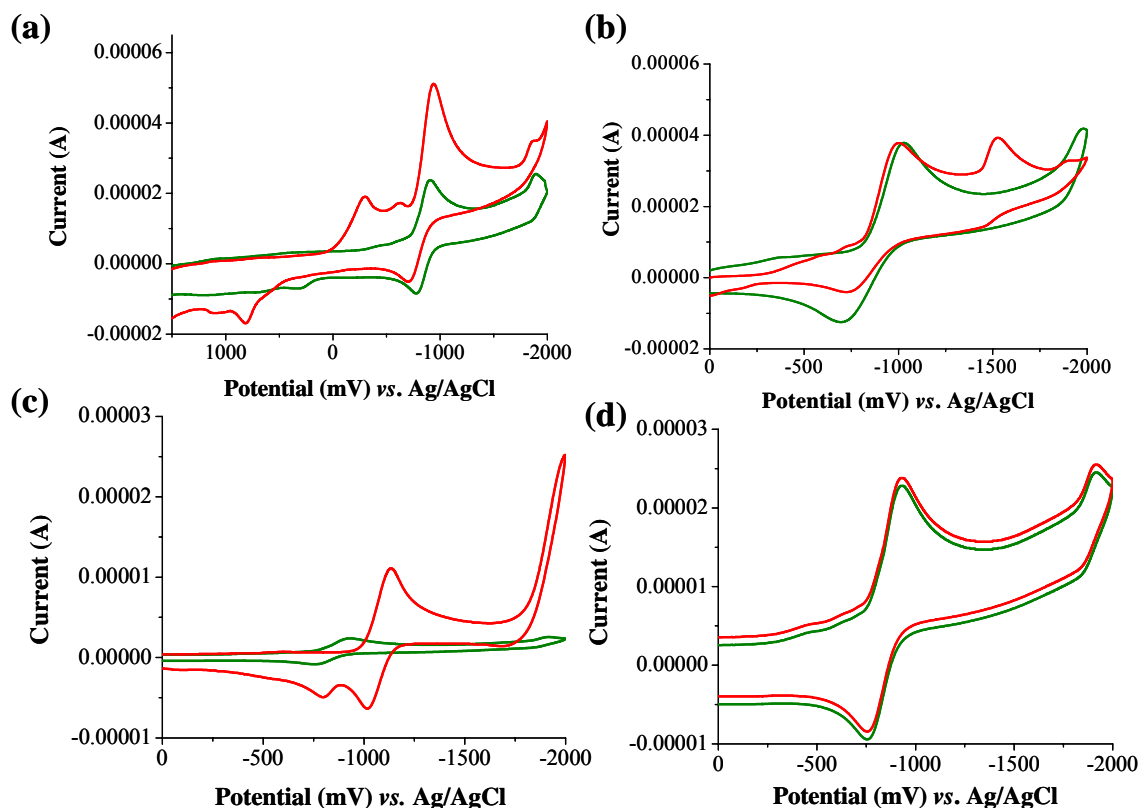 (a)
0.00006
0.00004
0.00002
0.00000
-0.00002
Current (A)
1000 0 -1000 -2000
Potential (mV) vs. Ag/AgCl
(b)
0.00006
0.00004
0.00002
0.00000
-0.00002
Current (A)
0 -500 -1000 -1500 -2000
Potential (mV) vs. Ag/AgCl
(c)
0.00003
0.00002
0.00001
0.00000
-0.00001
Current (A)
0 -500 -1000 -1500 -2000
Potential (mV) vs. Ag/AgCl
(d)
0.00003
0.00002
0.00001
0.00000
-0.00001
Current (A)
0 -500 -1000 -1500 -2000
Potential (mV) vs. Ag/AgCl